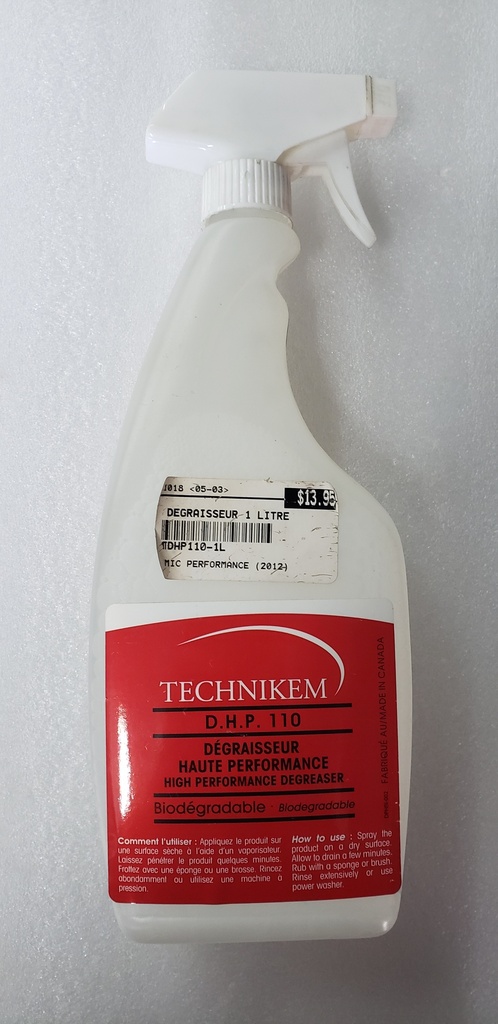 1018 <05-03>
$13.95
DEGRAISSEUR 1 LITRE
TDHP110-1L
MIC PERFORMANCE (2012)
TECHNIKEM
D.H.P. 110
DÉGRAISSEUR
HAUTE PERFORMANCE
HIGH PERFORMANCE DEGREASER
Biodégradable · Biodegradable
FABRIQUÉ AU/MADE IN CANADA
Comment l'utiliser : Appliquez le produit sur
une surface sèche à l'aide d'un vaporisateur.
Laissez pénétrer le produit quelques minutes.
Frottez avec une éponge ou une brosse. Rincez
abondamment ou utilisez une machine à
pression.
How to use : Spray the
product on a dry surface.
Allow to drain a few minutes.
Rub with a sponge or brush.
Rinse extensively or use
power washer.